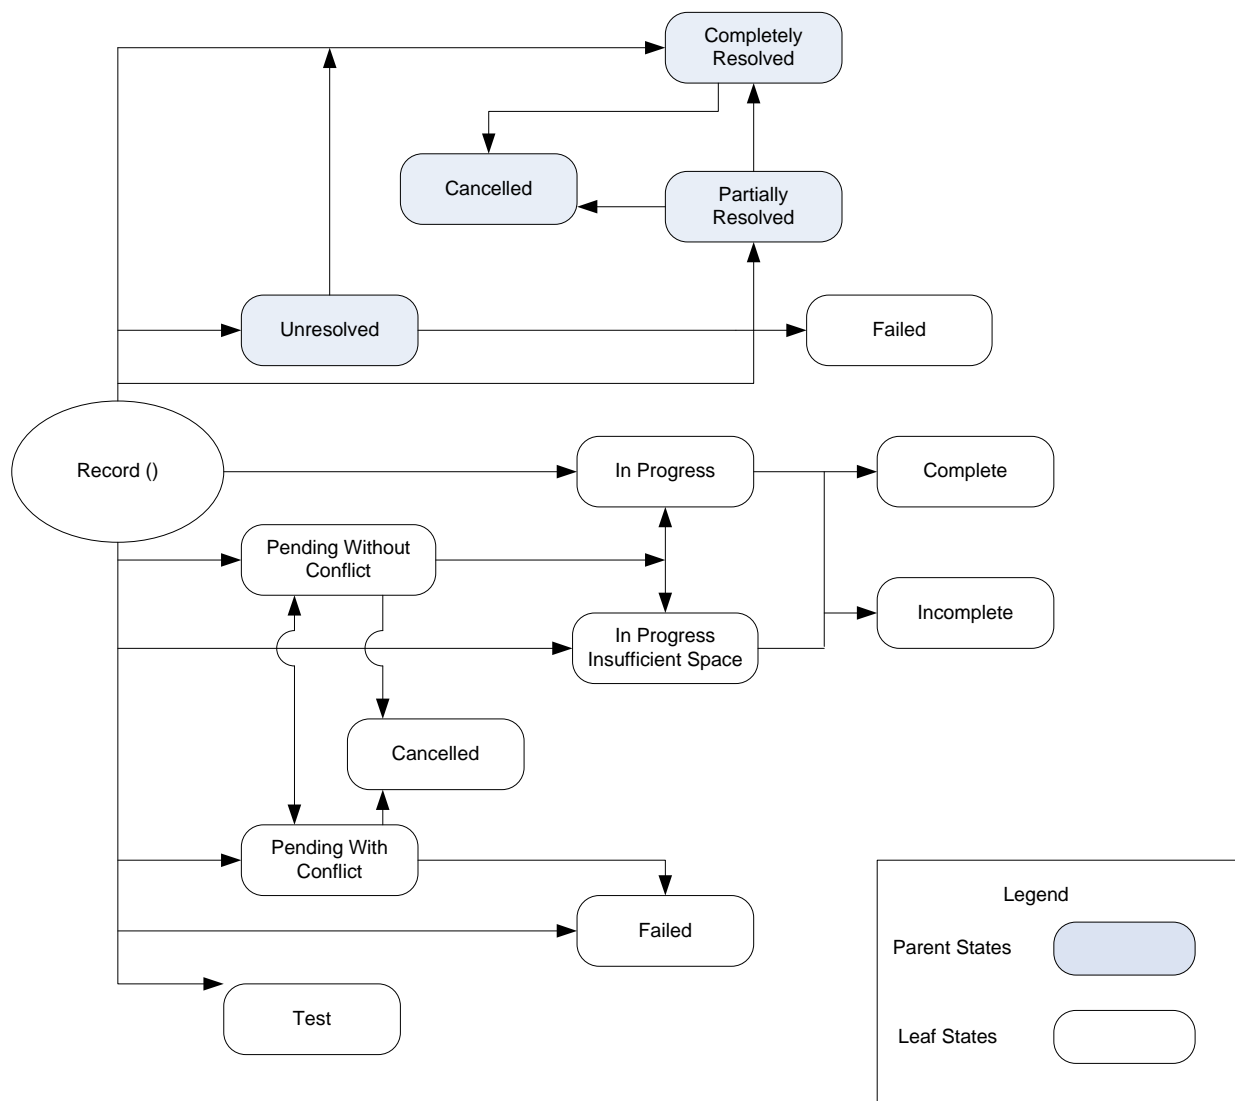 Completely
Resolved
Cancelled
Partially
Resolved
Unresolved
Failed
Record ()
In Progress
Complete
Pending Without
Conflict
Incomplete
In Progress
Insufficient Space
Cancelled
Pending With
Conflict
Failed
Test
Legend
Parent States
Leaf States